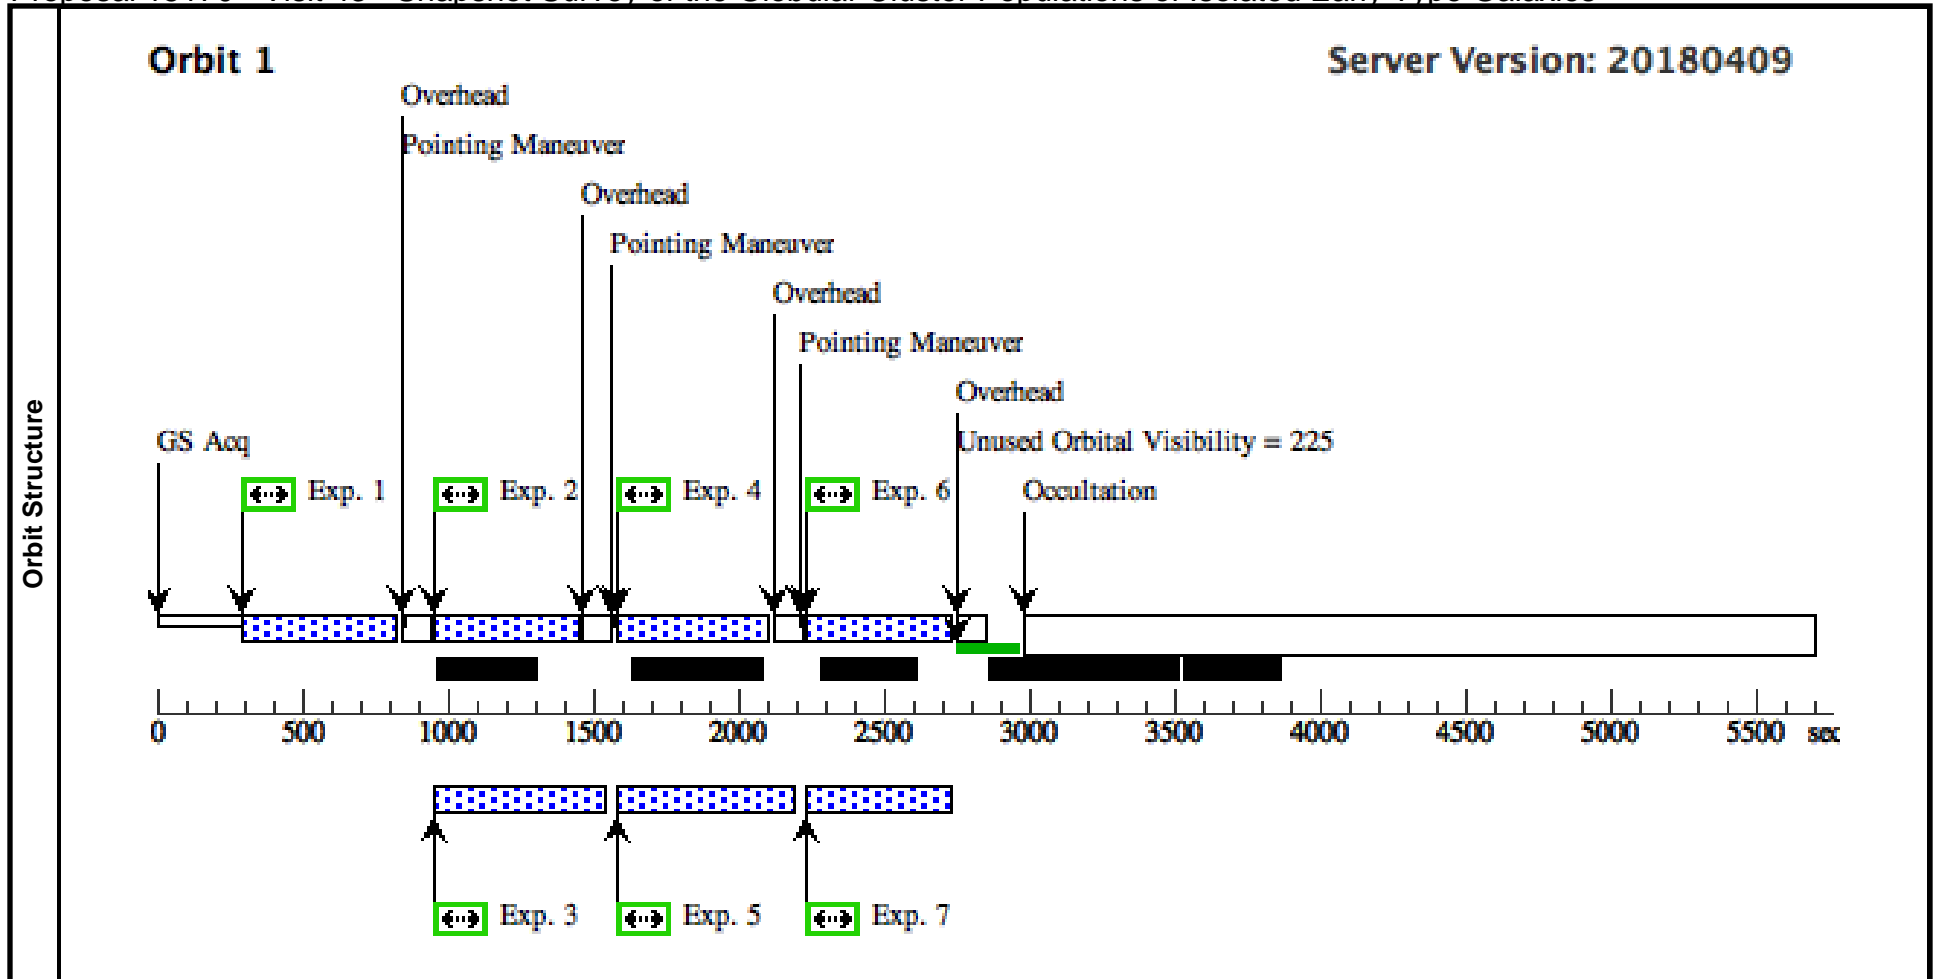 Orbit 1
Server Version: 20180409
Overhead
Pointing Maneuver
Overhead
Pointing Maneuver
Overhead
Pointing Maneuver
Overhead
Unused Orbital Visibility = 225
GS Acq
Exp. 1
Exp. 2
Exp. 4
Exp. 6
Occultation
Orbit Structure
0 500 1000 1500 2000 2500 3000 3500 4000 4500 5000 5500 sec
Exp. 3
Exp. 5
Exp. 7